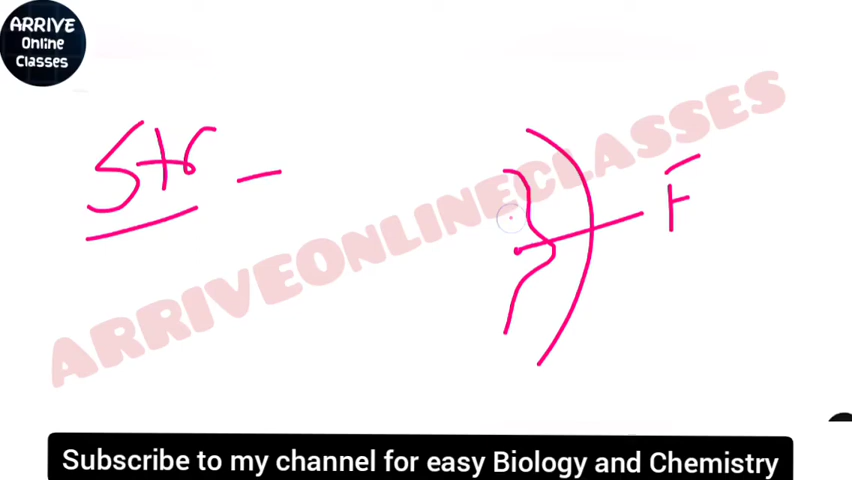 ARRIVE
Online
Classes
Str -
F
ARRIVEONLINECLASSES
Subscribe to my channel for easy Biology and Chemistry